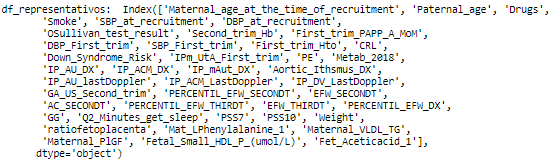 df_representativos:  Index(['Maternal_age_at_the_time_of_recruitment', 'Paternal_age', 'Drugs',
'Smoke', 'SBP_at_recruitment', 'DBP_at_recruitment',
'OSullivan_test_result', 'Second_trim_Hb', 'First_trim_PAPP_A_MoM',
'DBP_First_trim', 'SBP_First_trim', 'First_trim_Hto', 'CRL',
'Down_Syndrome_Risk', 'IPm_UtA_First_trim', 'PE', 'Metab_2018',
'IP_AU_DX', 'IP_ACM_DX', 'IP_mAut_DX', 'Aortic_Ithsmus_DX',
'IP_AU_lastDoppler', 'IP_ACM_LastDoppler', 'IP_DV_LastDoppler',
'GA_US_Second_trim', 'PERCENTIL_EFW_SECONDT', 'EFW_SECONDT',
'AC_SECONDT', 'PERCENTIL_EFW_THIRDT', 'EFW_THIRDT', 'PERCENTIL_EFW_DX',
'GG', 'Q2_Minutes_get_sleep', 'PSS7', 'PSS10', 'Weight',
'ratiofetoplacenta', 'Mat_LPhenylalanine_1', 'Maternal_VLDL_TG',
'Maternal_PlGF', 'Fetal_Small_HDL_P_(umol/L)', 'Fet_Aceticacid_1'],
dtype='object')